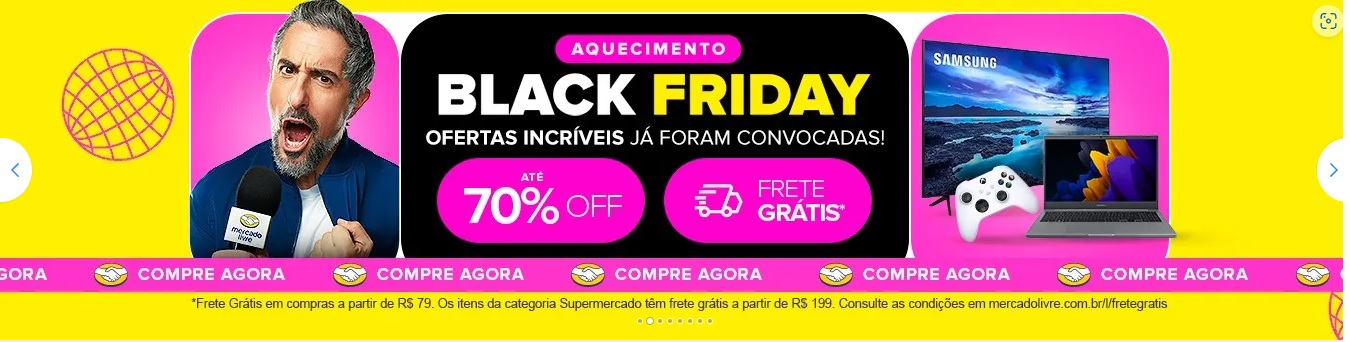 AQUECIMENTO
BLACK FRIDAY
OFERTAS INCRÍVEIS JÁ FORAM CONVOCADAS!
ATÉ
70% OFF
FRETE
GRÁTIS*
mercado
livre
SAMSUNG
GORA COMPRE AGORA COMPRE AGORA COMPRE AGORA COMPRE AGORA COMPRE AGORA
*Frete Grátis em compras a partir de R$ 79. Os itens da categoria Supermercado têm frete grátis a partir de R$ 199. Consulte as condições em mercadolivre.com.br/l/fretegratis